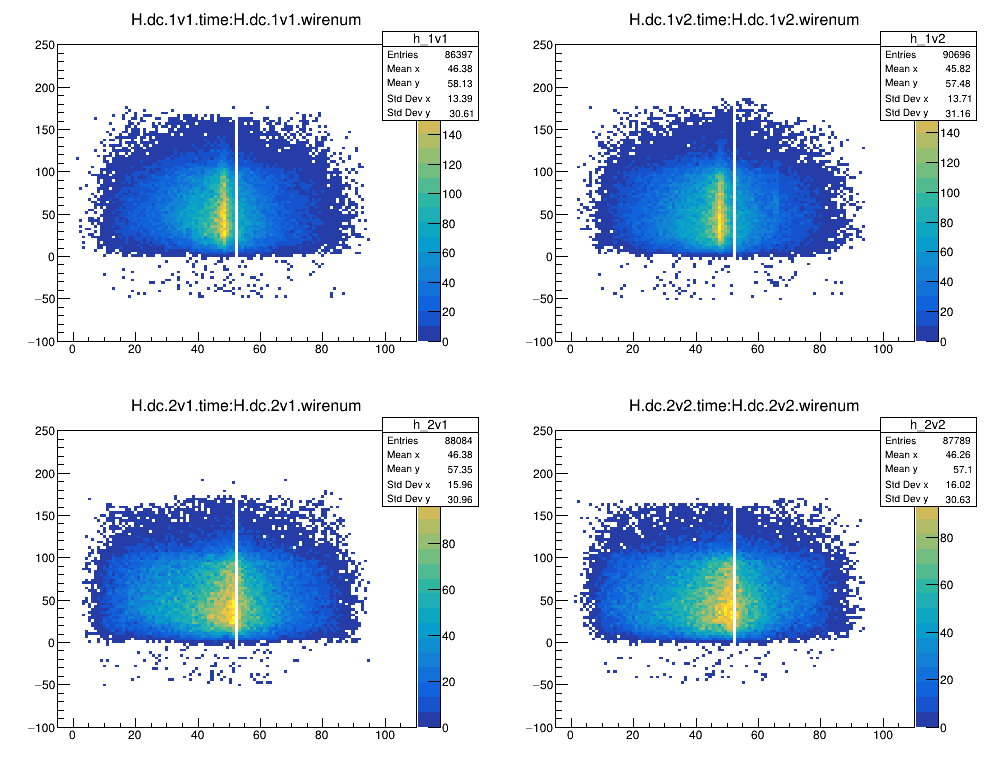 H.dc.1v1.time:H.dc.1v1.wirenum
h_1v1
Entries 86397
Mean x 46.38
Mean y 58.13
Std Dev x 13.39
Std Dev y 30.61
250
200
150
100
50
0
−50
−100
0 20 40 60 80 100
140
120
100
80
60
40
20
0
H.dc.1v2.time:H.dc.1v2.wirenum
h_1v2
Entries 90696
Mean x 45.82
Mean y 57.48
Std Dev x 13.71
Std Dev y 31.16
250
200
150
100
50
0
−50
−100
0 20 40 60 80 100
140
120
100
80
60
40
20
0
H.dc.2v1.time:H.dc.2v1.wirenum
h_2v1
Entries 88084
Mean x 46.38
Mean y 57.35
Std Dev x 15.96
Std Dev y 30.96
250
200
150
100
50
0
−50
−100
0 20 40 60 80 100
80
60
40
20
0
H.dc.2v2.time:H.dc.2v2.wirenum
h_2v2
Entries 87789
Mean x 46.26
Mean y 57.1
Std Dev x 16.02
Std Dev y 30.63
250
200
150
100
50
0
−50
−100
0 20 40 60 80 100
80
60
40
20
0